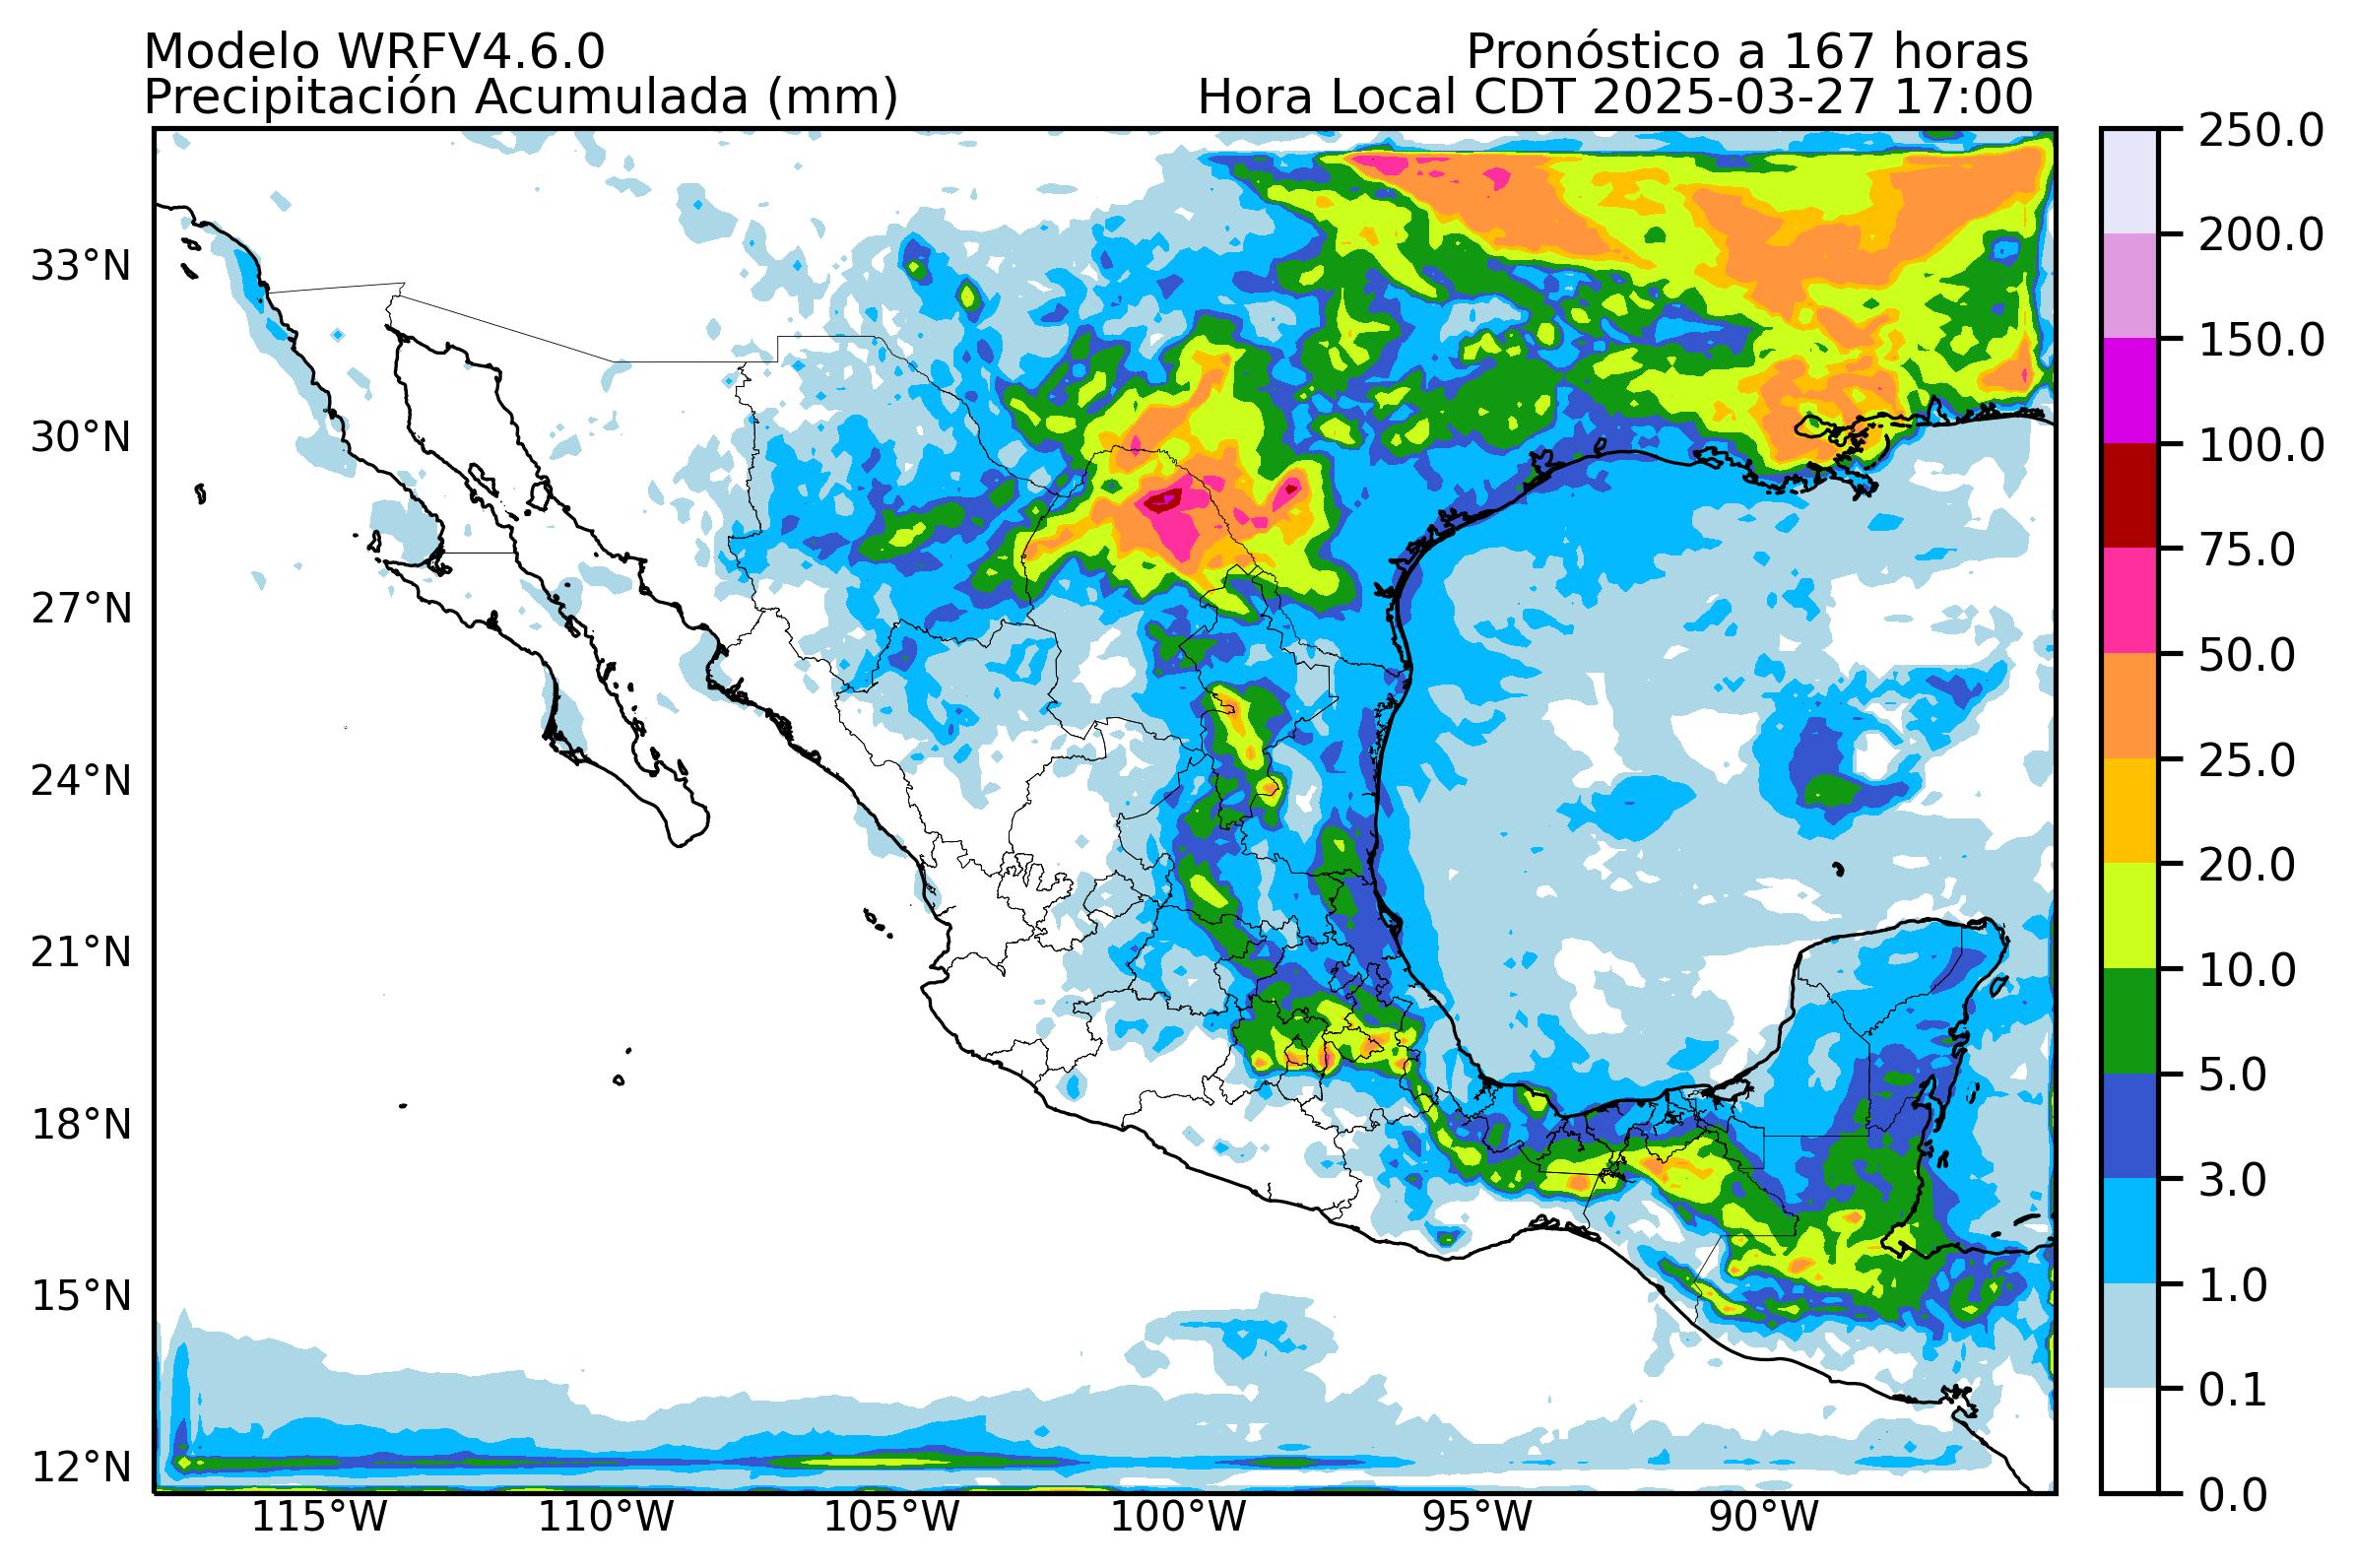 Modelo WRFV4.6.0
Pronóstico a 167 horas
Precipitación Acumulada (mm)
Hora Local CDT 2025-03-27 17:00
33°N
30°N
27°N
24°N
21°N
18°N
15°N
12°N
115°W
110°W
105°W
100°W
95°W
90°W
250.0
200.0
150.0
100.0
75.0
50.0
25.0
20.0
10.0
5.0
3.0
1.0
0.1
0.0